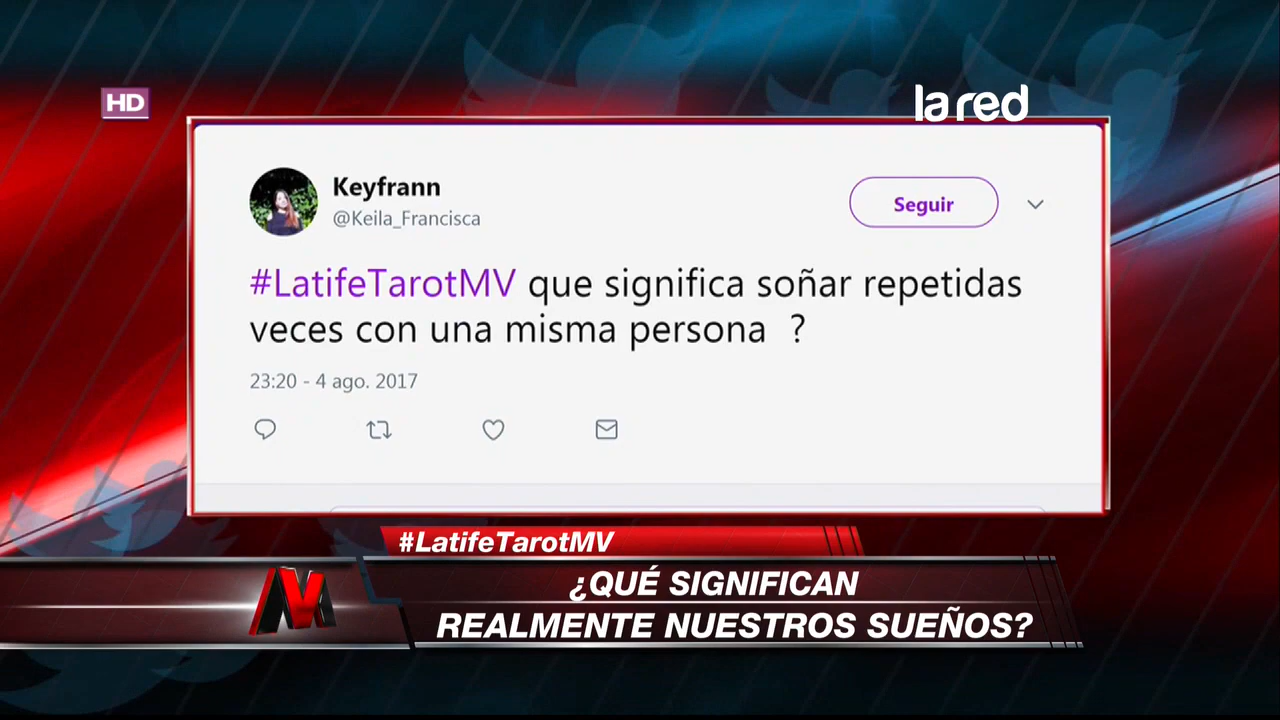 HD
la red
Keyfrann
@Keila_Francisca
Seguir
#LatifeTarotMV que significa soñar repetidas
veces con una misma persona ?
23:20 - 4 ago. 2017
#LatifeTarotMV
MV
¿QUÉ SIGNIFICAN
REALMENTE NUESTROS SUEÑOS?